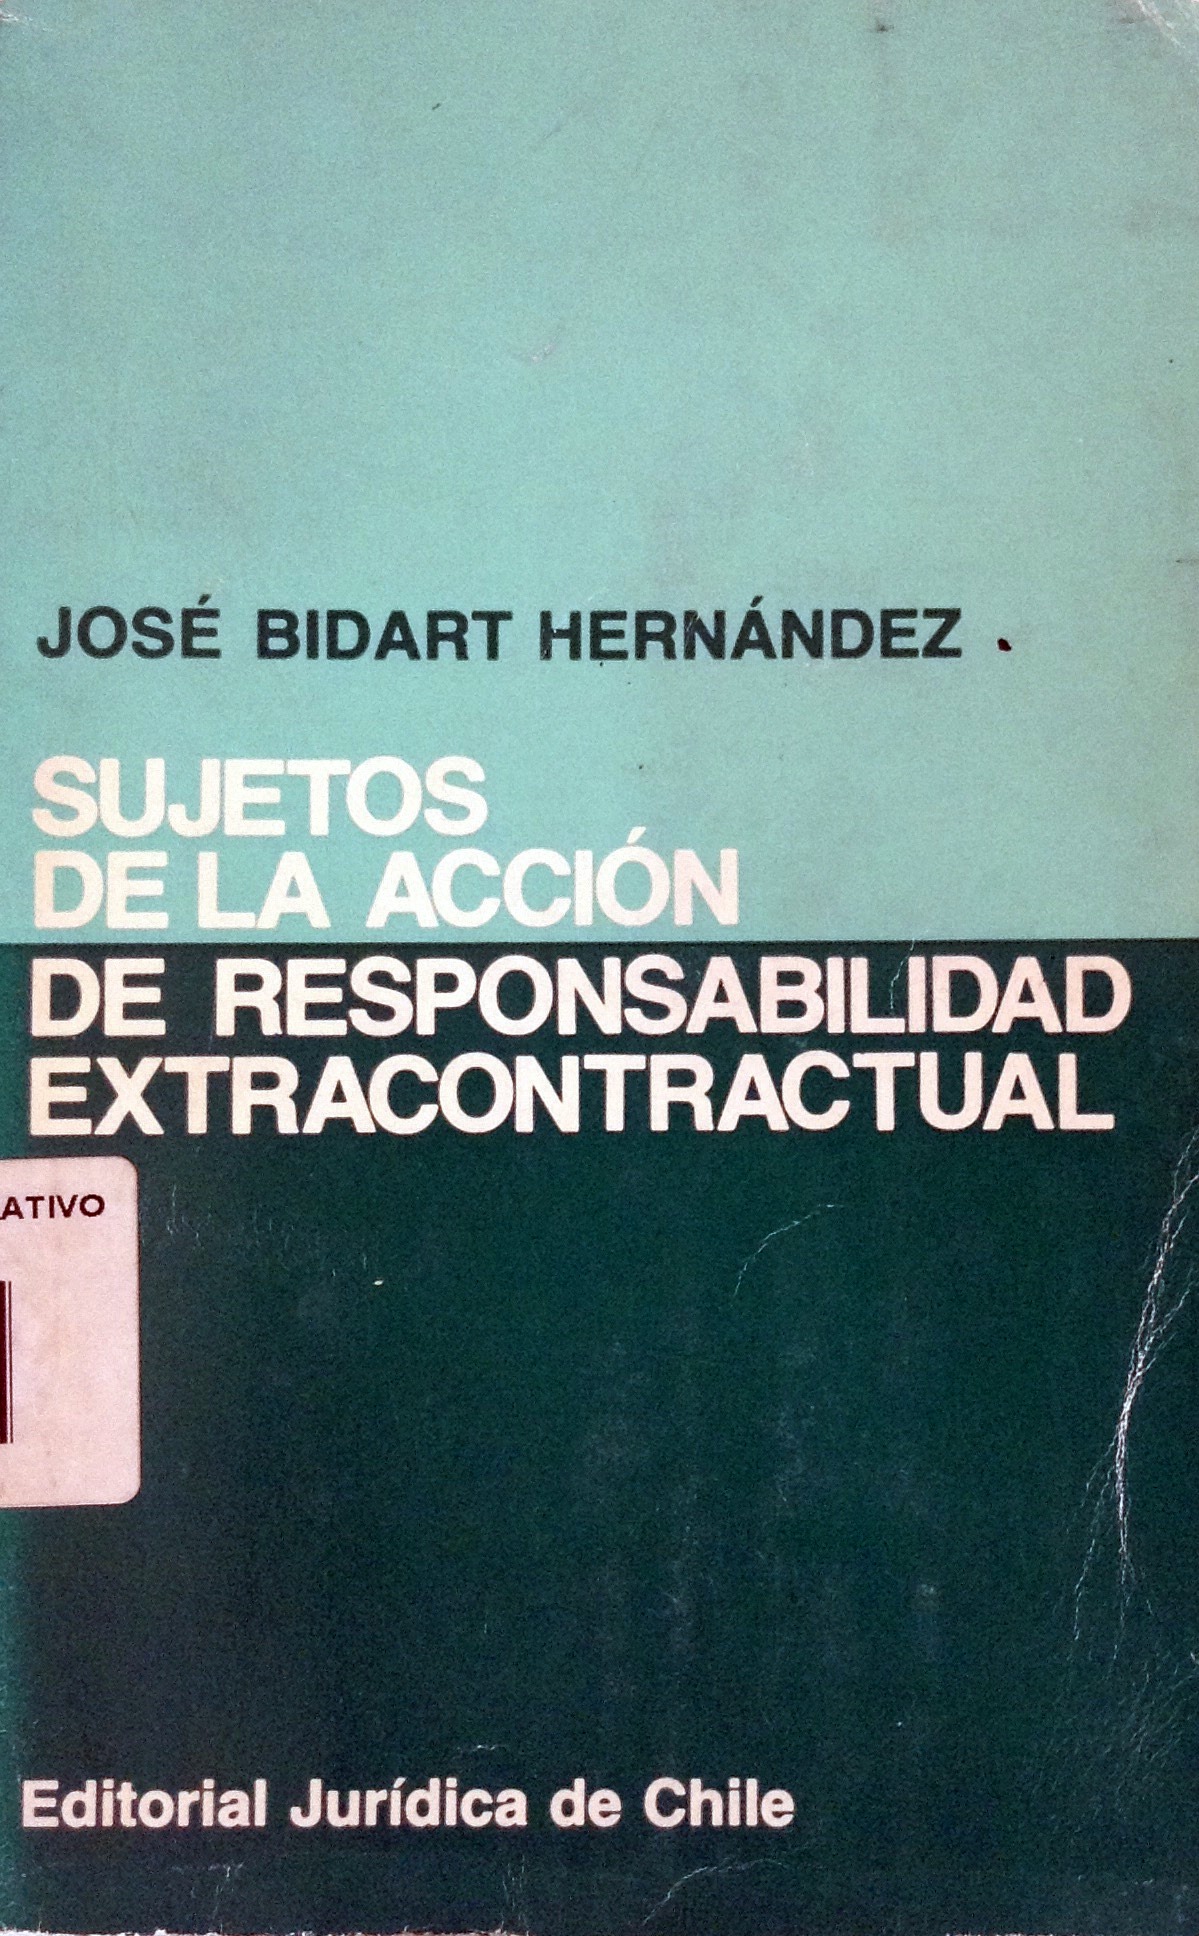 JOSÉ BIDART HERNÁNDEZ
SUJETOS
DE LA ACCIÓN
DE RESPONSABILIDAD
EXTRACONTRACTUAL
ATIVO
Editorial Jurídica de Chile